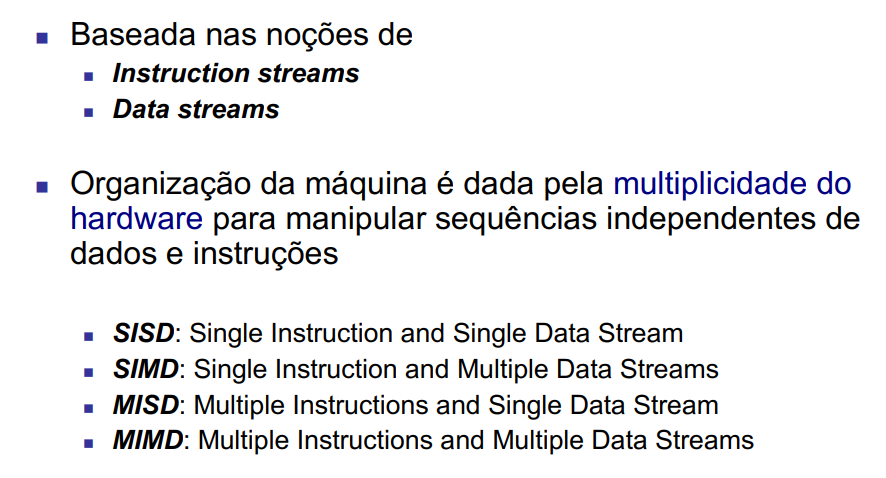 Baseada nas noções de
Instruction streams
Data streams
Organização da máquina é dada pela multiplicidade do
hardware para manipular sequências independentes de
dados e instruções
SISD: Single Instruction and Single Data Stream
SIMD: Single Instruction and Multiple Data Streams
MISD: Multiple Instructions and Single Data Stream
MIMD: Multiple Instructions and Multiple Data Streams